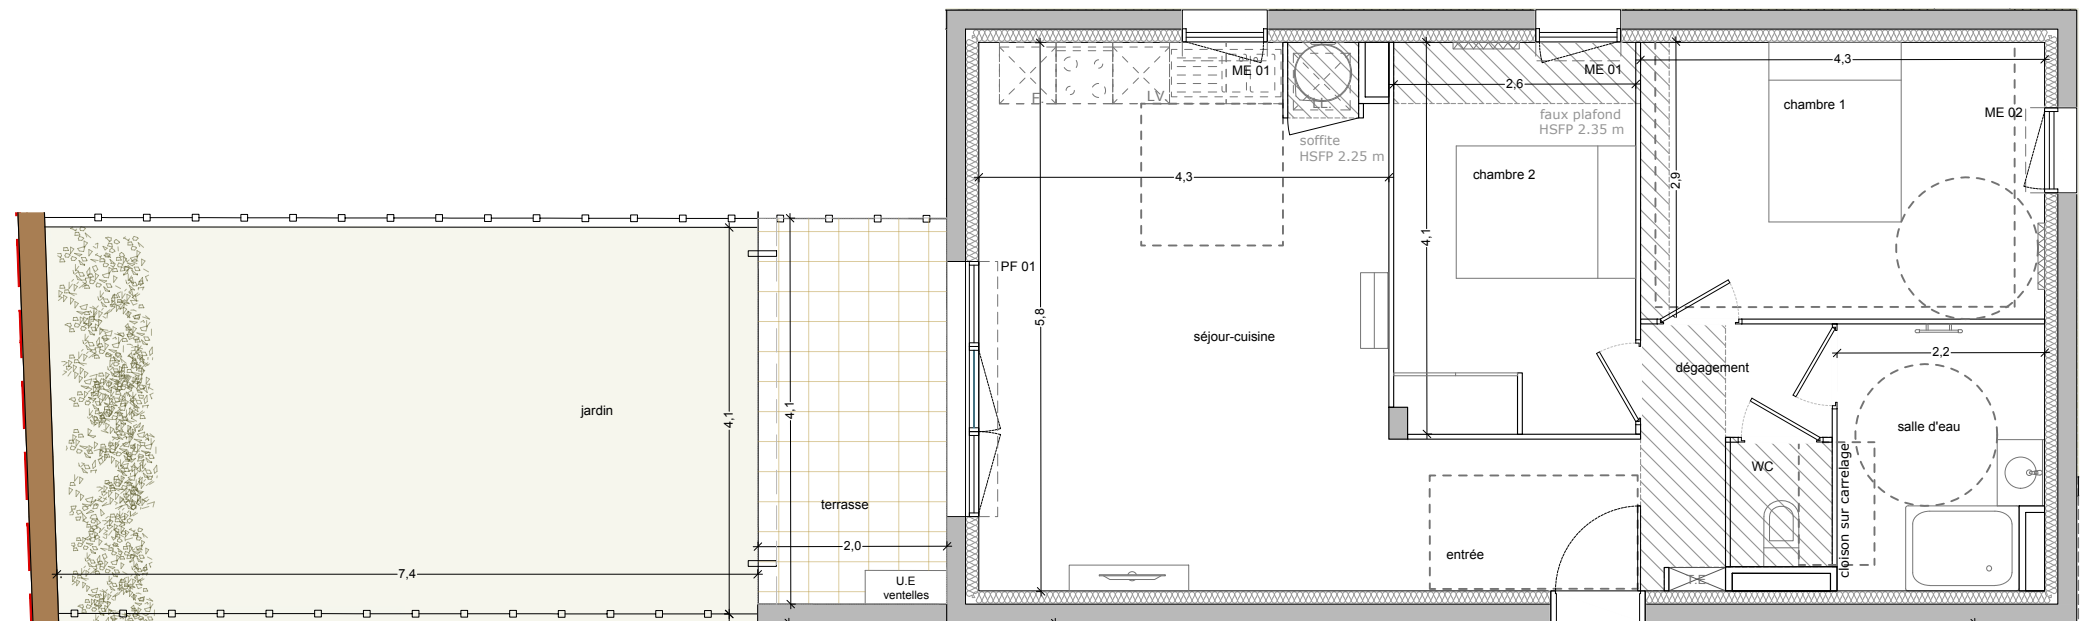 ME 01
ME 01
4,3
F
LV
LL
2,6
chambre 1
faux plafond
HSFP 2.35 m
ME 02
soffite
HSFP 2.25 m
4,3
chambre 2
2,9
4,1
PF 01
5,8
séjour-cuisine
2,2
dégagement
jardin
4,1
4,1
salle d'eau
WC
cloison sur carrelage
terrasse
2,0
entrée
7,4
U.E
ventelles
T.E